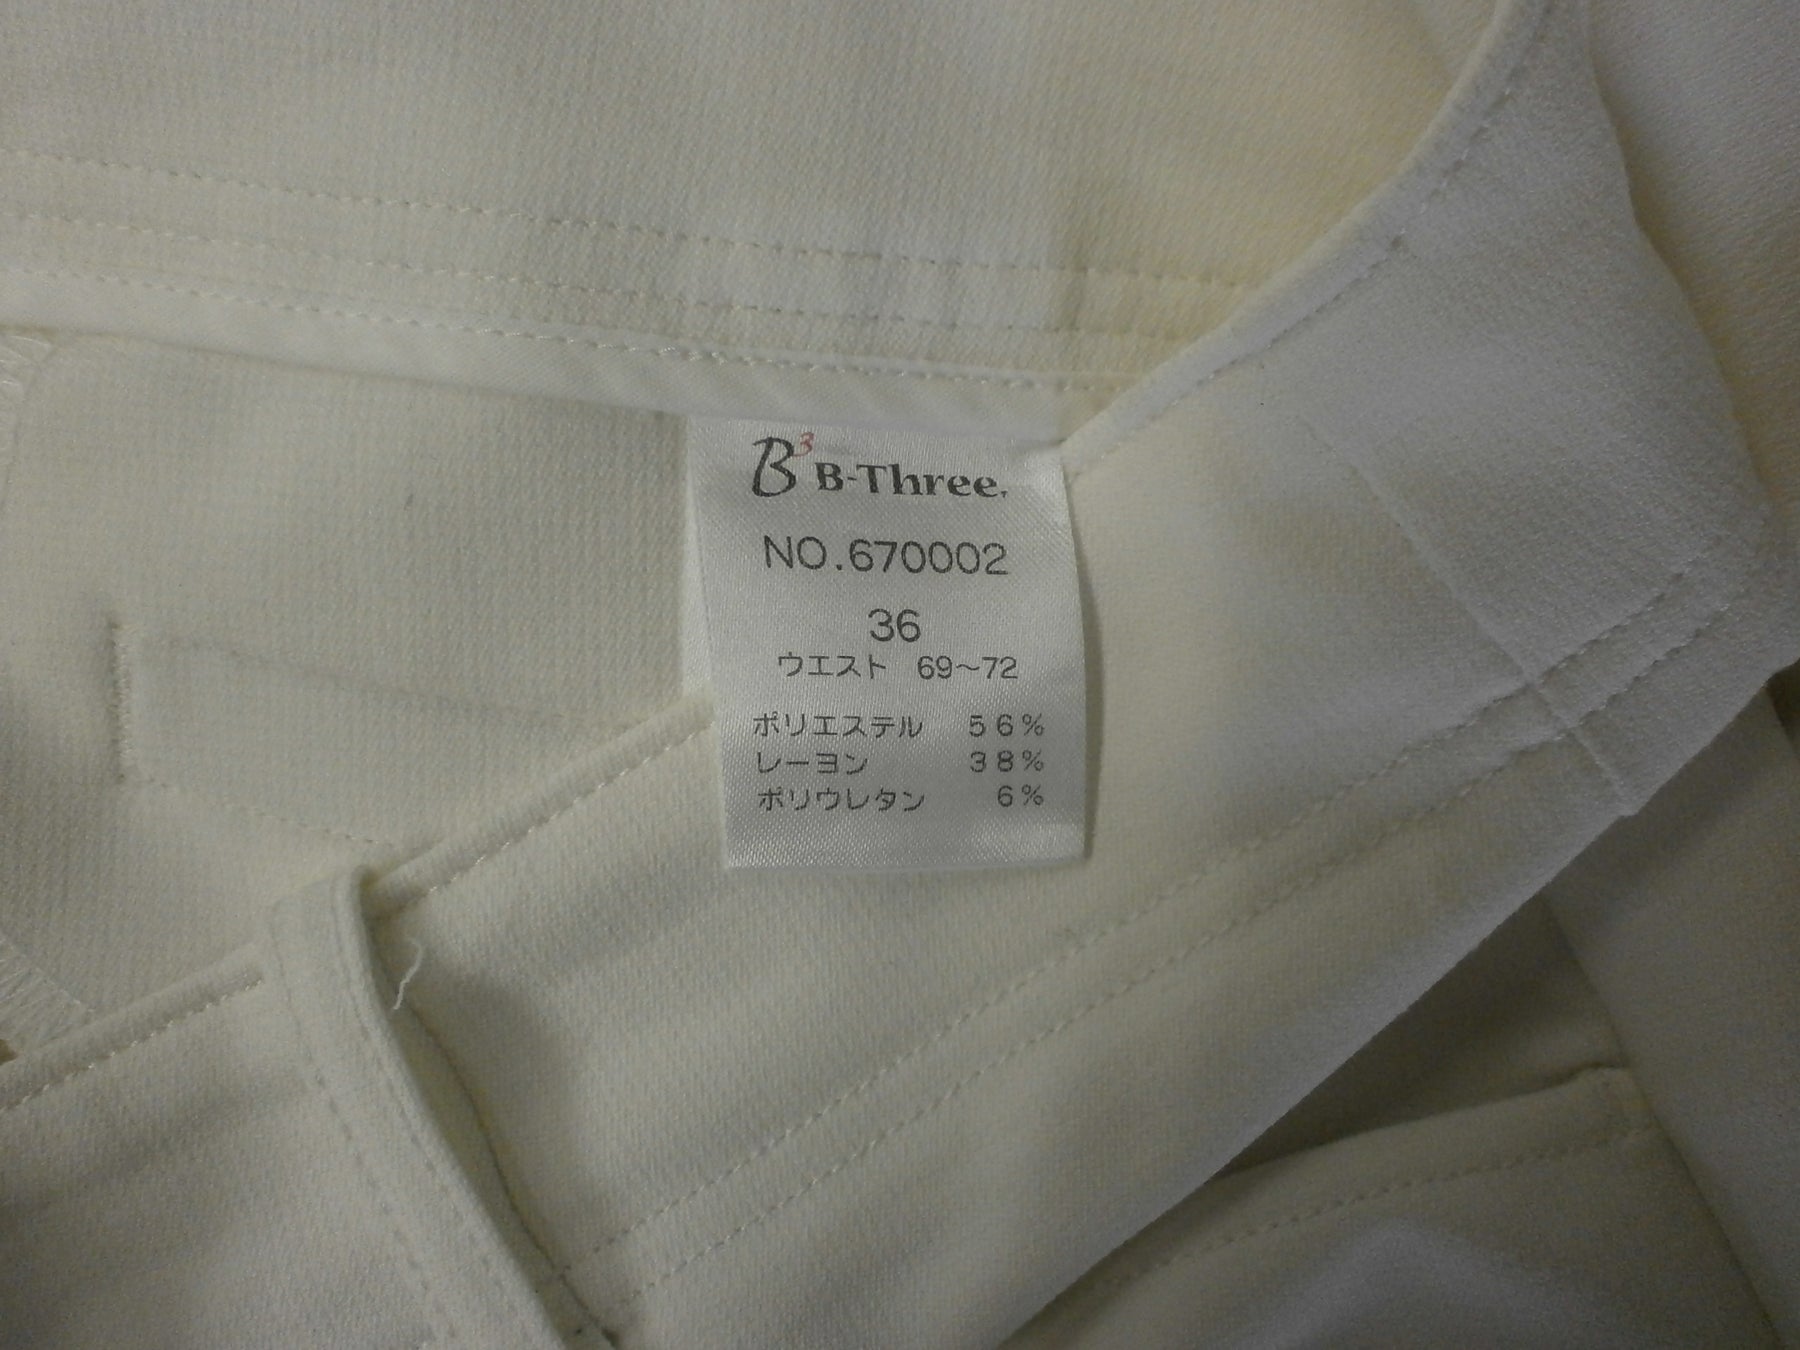 B3 B-Three.
NO.670002
36
ウエスト 69〜72
ポリエステル 56%
レーヨン 38%
ポリウレタン 6%